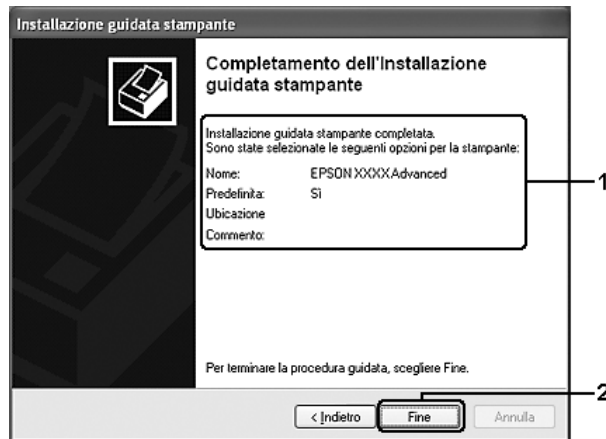 Installazione guidata stampante
Completamento dell'Installazione
guidata stampante
Installazione guidata stampante completata.
Sono state selezionate le seguenti opzioni per la stampante:
Nome: EPSON XXXX Advanced
Predefinita: Sì
Ubicazione
Commento:
1
Per terminare la procedura guidata, scegliere Fine.
2
< Indietro Fine Annulla